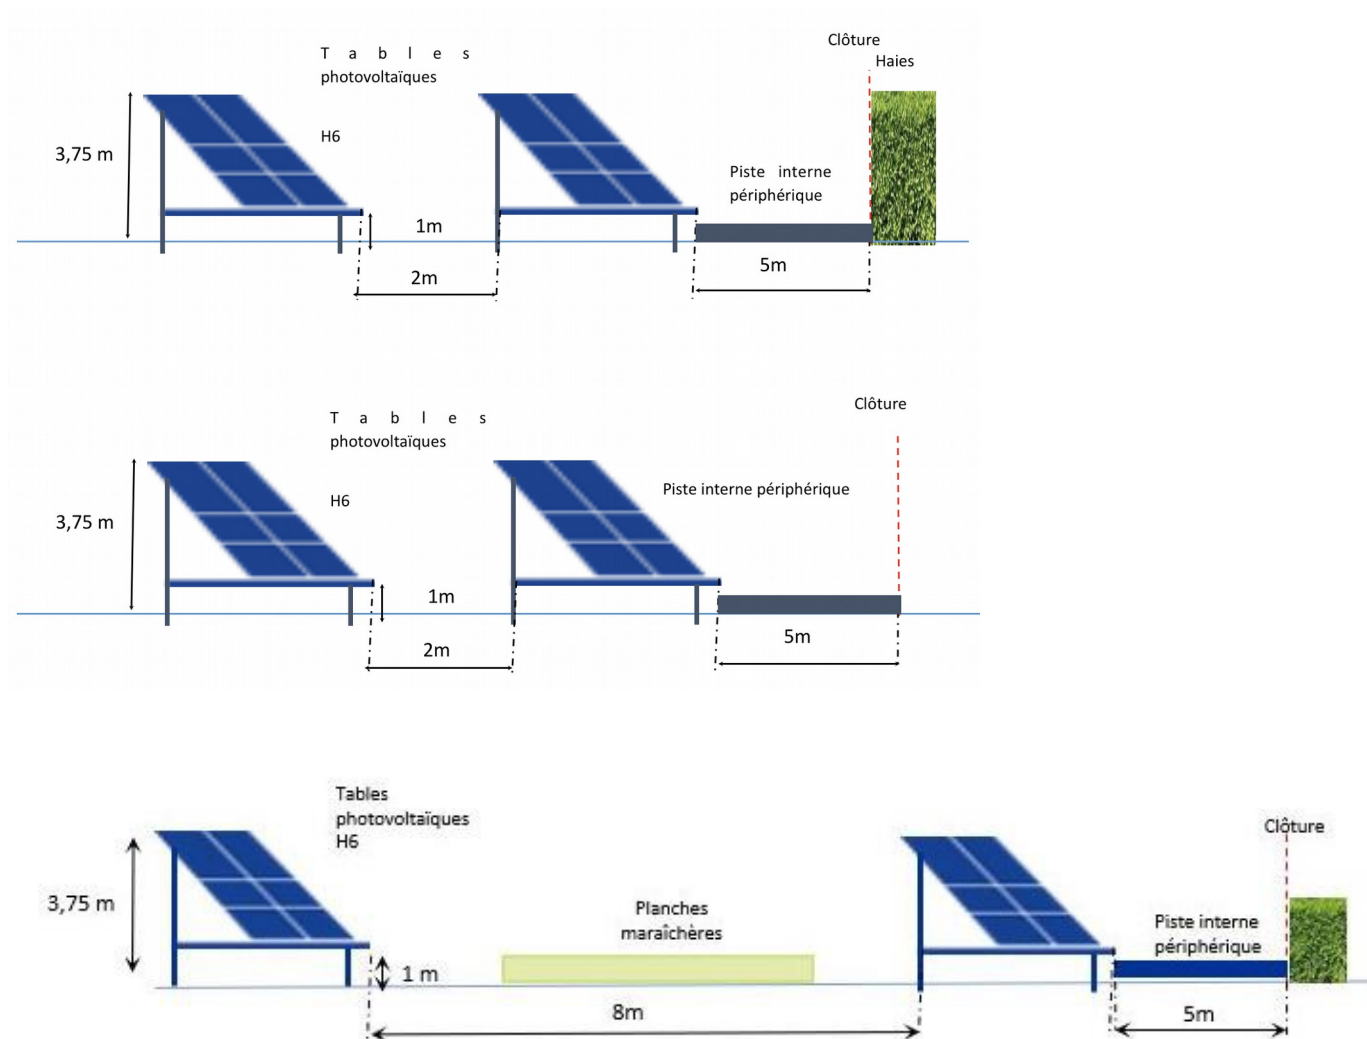 Clôture
Haies
T a b l e s
photovoltaïques
H6
3,75 m
Piste interne
périphérique
1m
2m
5m
Clôture
T a b l e s
photovoltaïques
H6
Piste interne périphérique
3,75 m
1m
2m
5m
Tables
photovoltaïques
H6
Clôture
3,75 m
Planches
maraîchères
Piste interne
périphérique
1 m
8m
5m